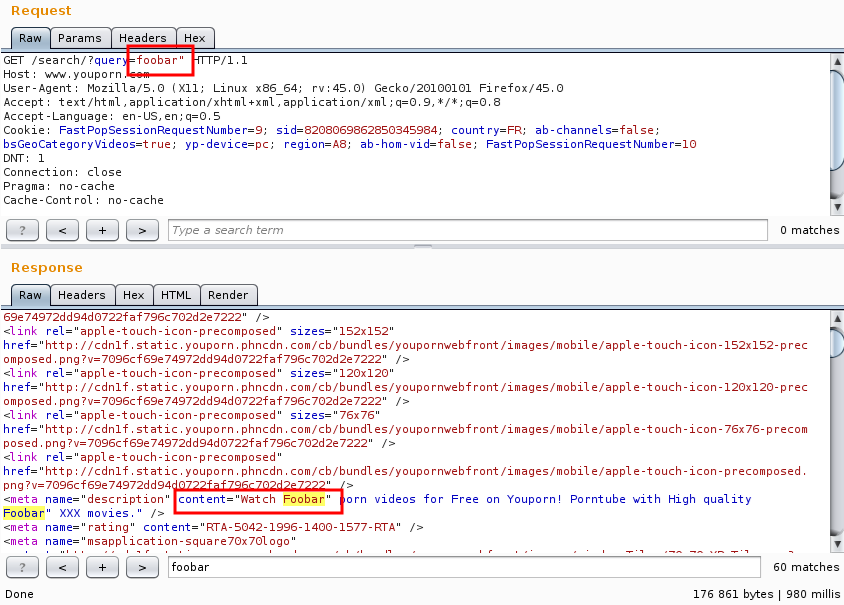 Request
Raw Params Headers Hex
GET /search/?query=foobar" HTTP/1.1
Host: www.youporn.com
User-Agent: Mozilla/5.0 (X11; Linux x86_64; rv:45.0) Gecko/20100101 Firefox/45.0
Accept: text/html,application/xhtml+xml,application/xml;q=0.9,*/*;q=0.8
Accept-Language: en-US,en;q=0.5
Cookie: FastPopSessionRequestNumber=9; sid=8208069862850345984; country=FR; ab-channels=false;
bsGeoCategoryVideos=true; yp-device=pc; region=A8; ab-hom-vid=false; FastPopSessionRequestNumber=10
DNT: 1
Connection: close
Pragma: no-cache
Cache-Control: no-cache
? < + > Type a search term 0 matches
Response
Raw Headers Hex HTML Render
69e74972dd94d0722faf796c702d2e7222" />
<link rel="apple-touch-icon-precomposed" sizes="152x152"
href="http://cdn1f.static.youporn.phncdn.com/cb/bundles/youpornwebfront/images/mobile/apple-touch-icon-152x152-prec
omposed.png?v=7096cf69e74972dd94d0722faf796c702d2e7222" />
<link rel="apple-touch-icon-precomposed" sizes="120x120"
href="http://cdn1f.static.youporn.phncdn.com/cb/bundles/youpornwebfront/images/mobile/apple-touch-icon-120x120-prec
omposed.png?v=7096cf69e74972dd94d0722faf796c702d2e7222" />
<link rel="apple-touch-icon-precomposed" sizes="76x76"
href="http://cdn1f.static.youporn.phncdn.com/cb/bundles/youpornwebfront/images/mobile/apple-touch-icon-76x76-precom
posed.png?v=7096cf69e74972dd94d0722faf796c702d2e7222" />
<link rel="apple-touch-icon-precomposed"
href="http://cdn1f.static.youporn.phncdn.com/cb/bundles/youpornwebfront/images/mobile/apple-touch-icon-precomposed.
png?v=7096cf69e74972dd94d0722faf796c702d2e7222" />
<meta name="description" content="Watch Foobar" porn videos for Free on Youporn! Porntube with High quality
Foobar" XXX movies." />
<meta name="rating" content="RTA-5042-1996-1400-1577-RTA" />
<meta name="msapplication-square70x70logo"
? < + > foobar 60 matches
Done 176 861 bytes | 980 millis